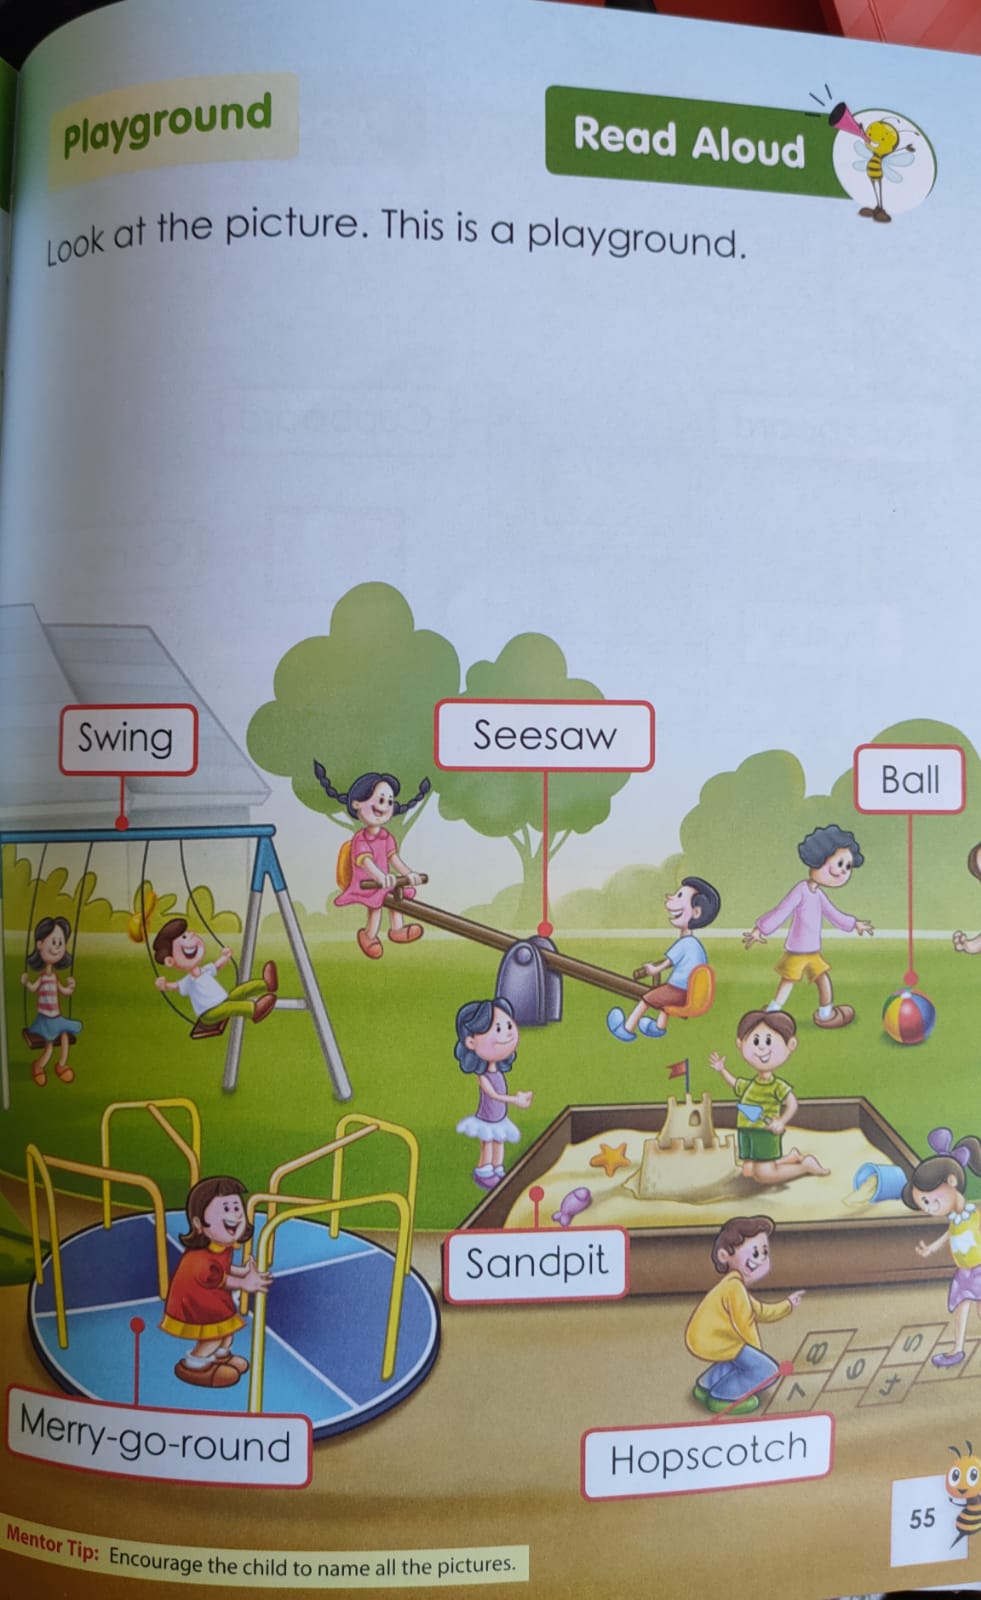 Playground
Read Aloud
Look at the picture. This is a playground.
Swing
Seesaw
Ball
Sandpit
8
5
6
7
4
Merry-go-round
Hopscotch
55
Mentor Tip: Encourage the child to name all the pictures.